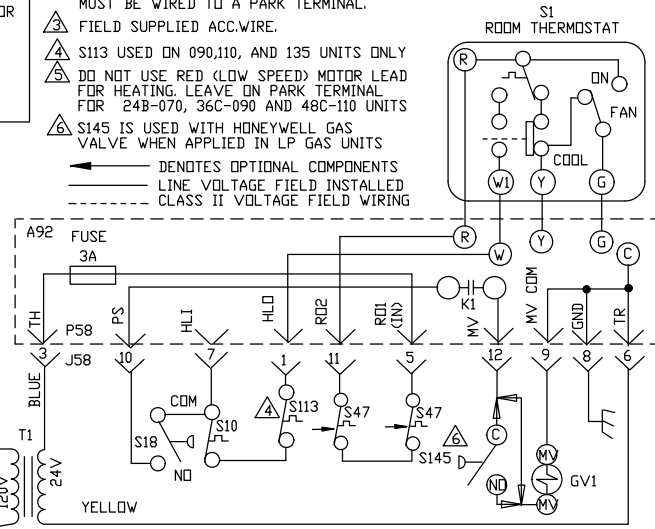 OR
MUST BE WIRED TO A PARK TERMINAL.
3 FIELD SUPPLIED ACC.WIRE.
4 S113 USED ON 090,110, AND 135 UNITS ONLY
5 DO NOT USE RED (LOW SPEED) MOTOR LEAD
FOR HEATING. LEAVE ON PARK TERMINAL
FOR 24B-070, 36C-090 AND 48C-110 UNITS
6 S145 IS USED WITH HONEYWELL GAS
VALVE WHEN APPLIED IN LP GAS UNITS
DENOTES OPTIONAL COMPONENTS
LINE VOLTAGE FIELD INSTALLED
CLASS II VOLTAGE FIELD WIRING
S1
ROOM THERMOSTAT
R
ON
FAN
COOL
W1 Y G
A92 FUSE
3A
R
W
Y
G
C
K1
TH
P58
PS
HLI
HLO
RO2
RO1
(IN)
MV
MV COM
GND
TR
3 J58 10 7 1 11 5 12 9 8 6
BLUE
COM
S18
S10
NO
4 S113
S47
S47
6
S145
C
NO
MV
MV
GV1
T1
120V
24V
YELLOW